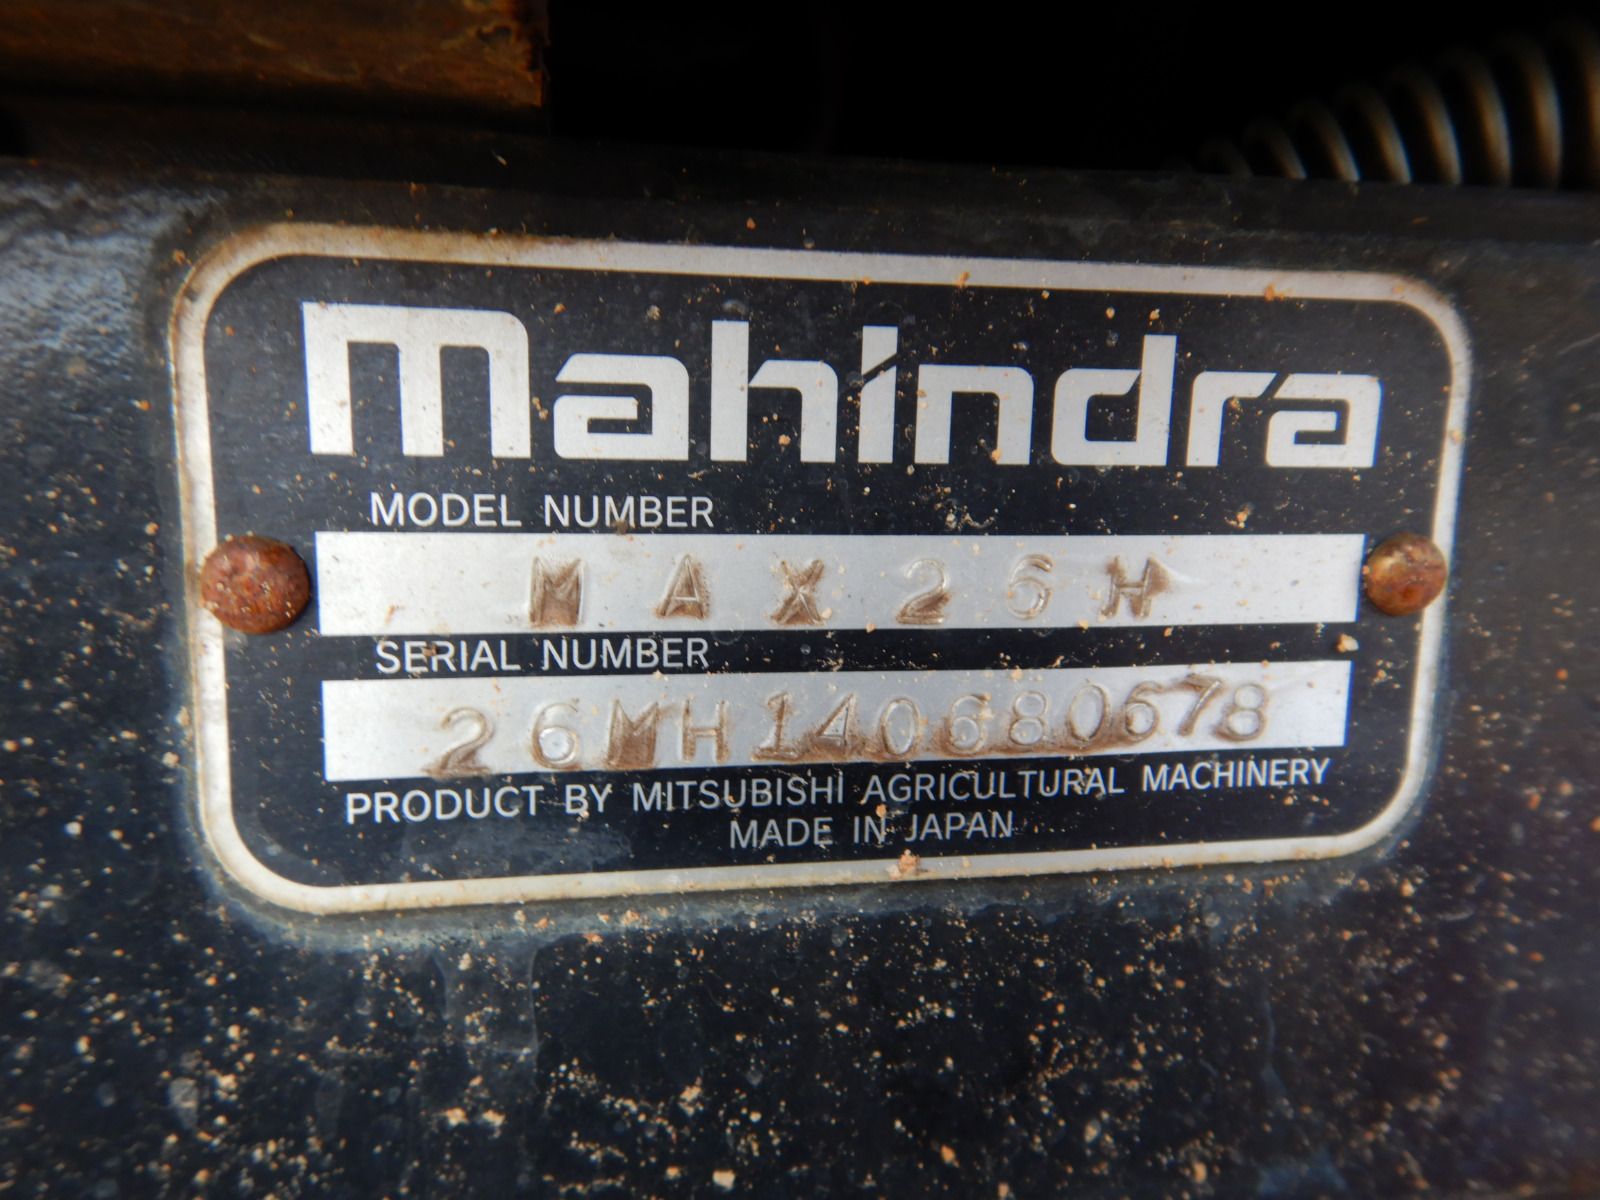 mahindra
MODEL NUMBER
MAX26H
SERIAL NUMBER
26MH140680678
PRODUCT BY MITSUBISHI AGRICULTURAL MACHINERY
MADE IN JAPAN